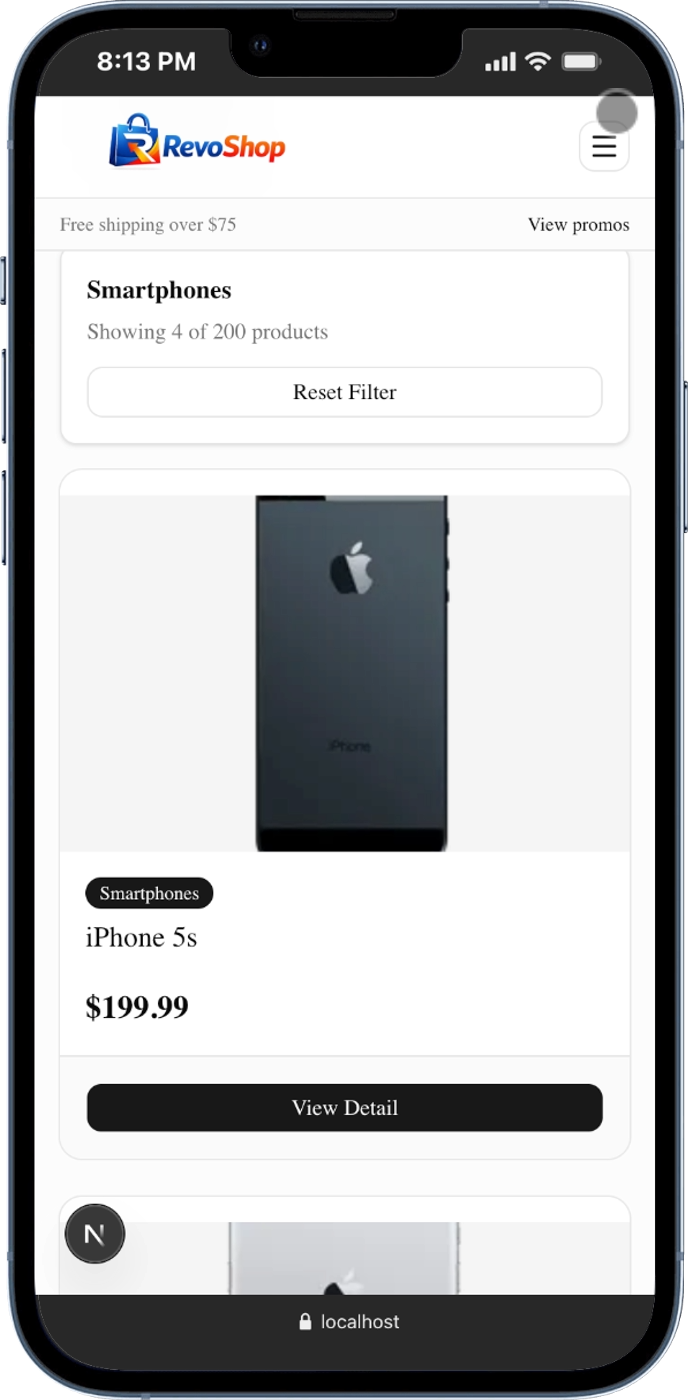 8:13 PM
RevoShop
Free shipping over $75
View promos
Smartphones
Showing 4 of 200 products
Reset Filter
iPhone
Smartphones
iPhone 5s
$199.99
View Detail
N
localhost